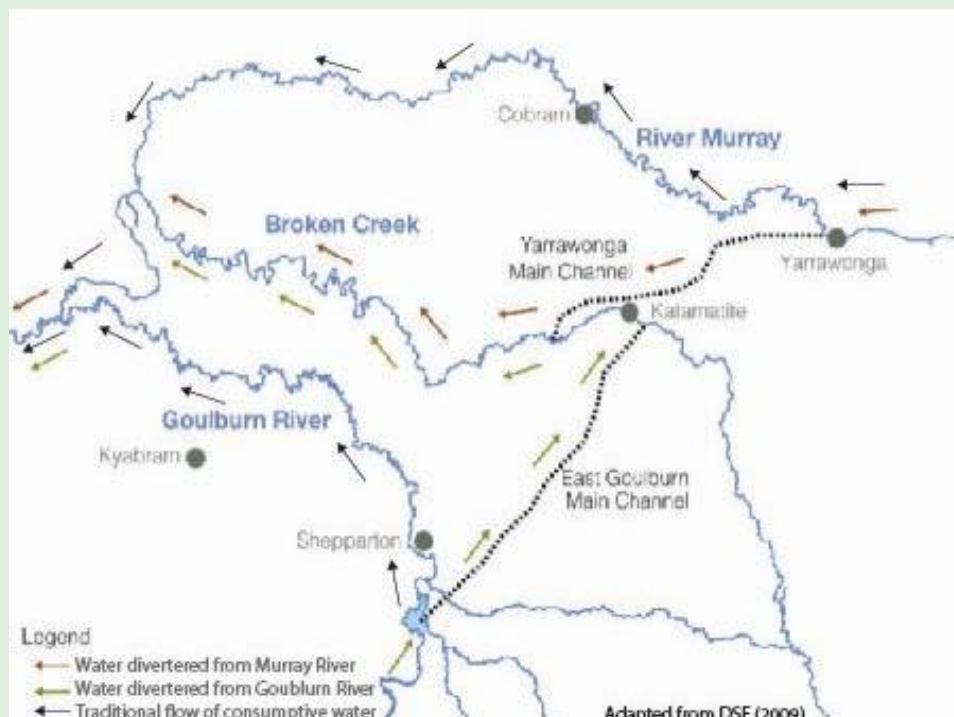 Cobram
River Murray
Broken Creek
Yarrawonga
Main Channel
Yarrawonga
Katamatite
Goulburn River
Kyabram
East Goulburn
Main Channel
Shepparton
Legend
Water divertered from Murray River
Water divertered from Goublurn River
Traditional flow of consumptive water
Adapted from DSE (2009)